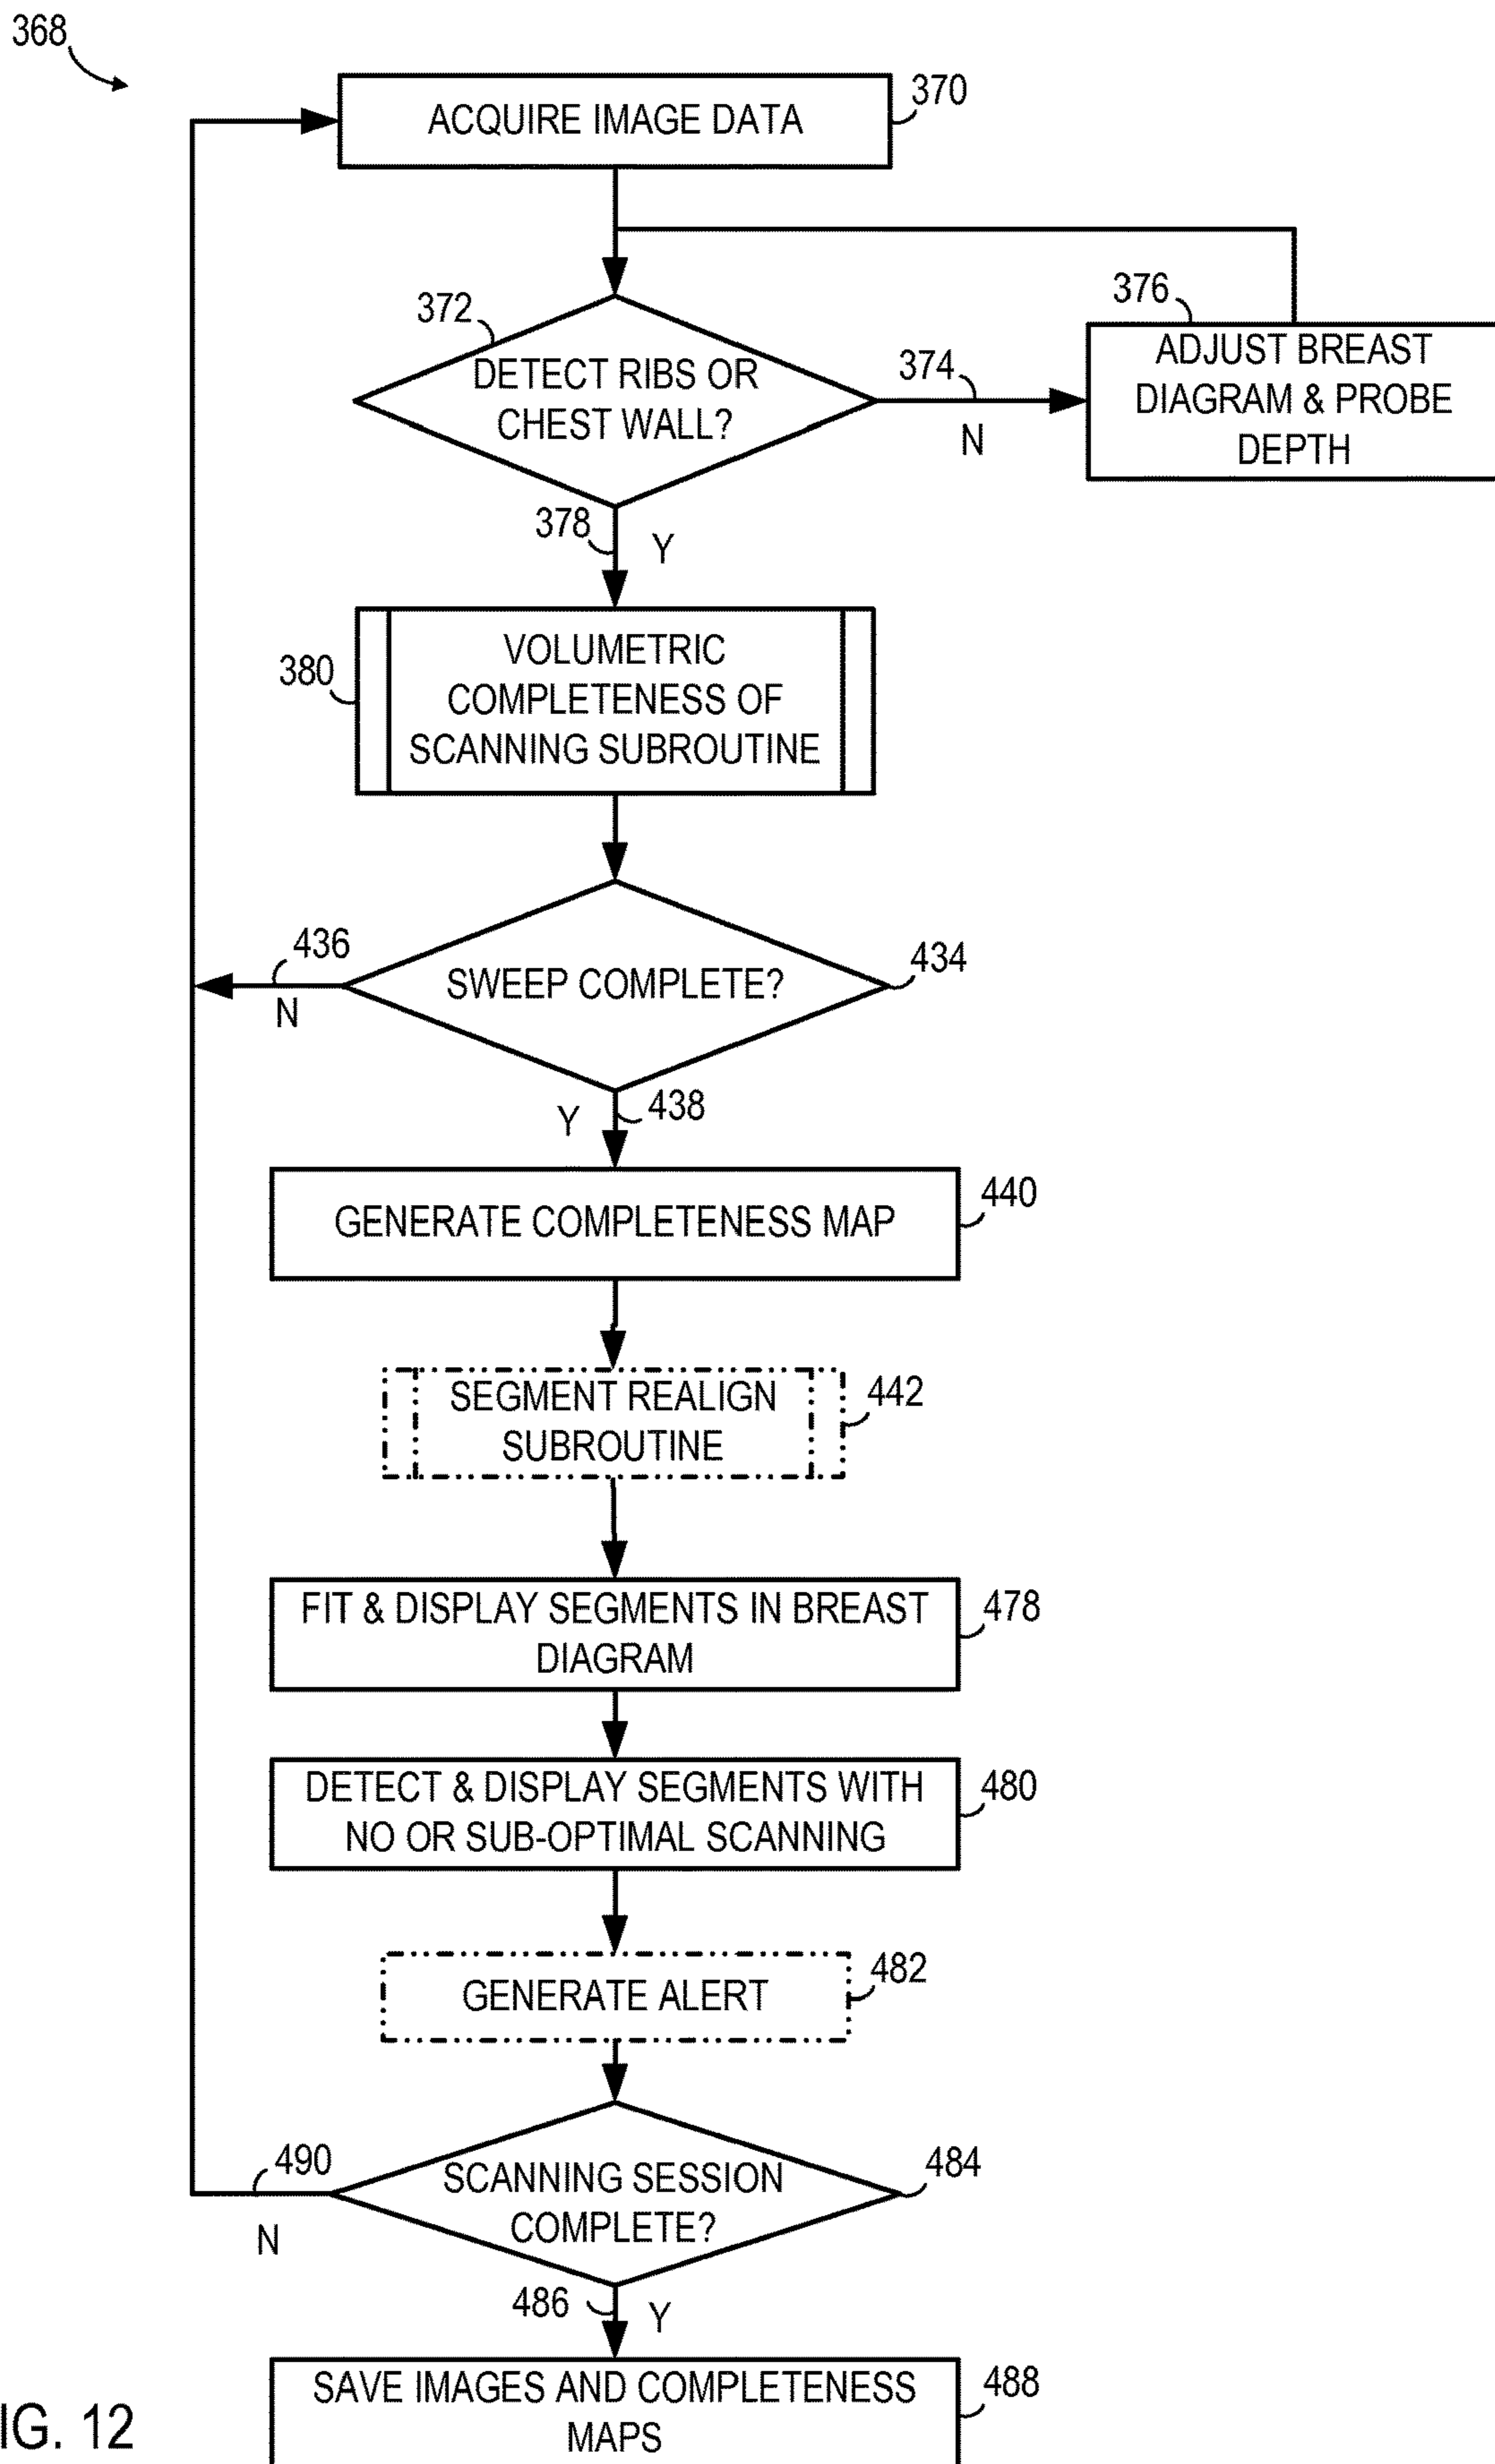 368
ACQUIRE IMAGE DATA
370
372
DETECT RIBS OR
CHEST WALL?
374
N
376
ADJUST BREAST
DIAGRAM & PROBE
DEPTH
378
Y
380
VOLUMETRIC
COMPLETENESS OF
SCANNING SUBROUTINE
436
N
SWEEP COMPLETE?
434
Y
438
GENERATE COMPLETENESS MAP
440
SEGMENT REALIGN
SUBROUTINE
442
FIT & DISPLAY SEGMENTS IN BREAST
DIAGRAM
478
DETECT & DISPLAY SEGMENTS WITH
NO OR SUB-OPTIMAL SCANNING
480
GENERATE ALERT
482
490
N
SCANNING SESSION
COMPLETE?
484
486
Y
SAVE IMAGES AND COMPLETENESS
MAPS
488
IG. 12